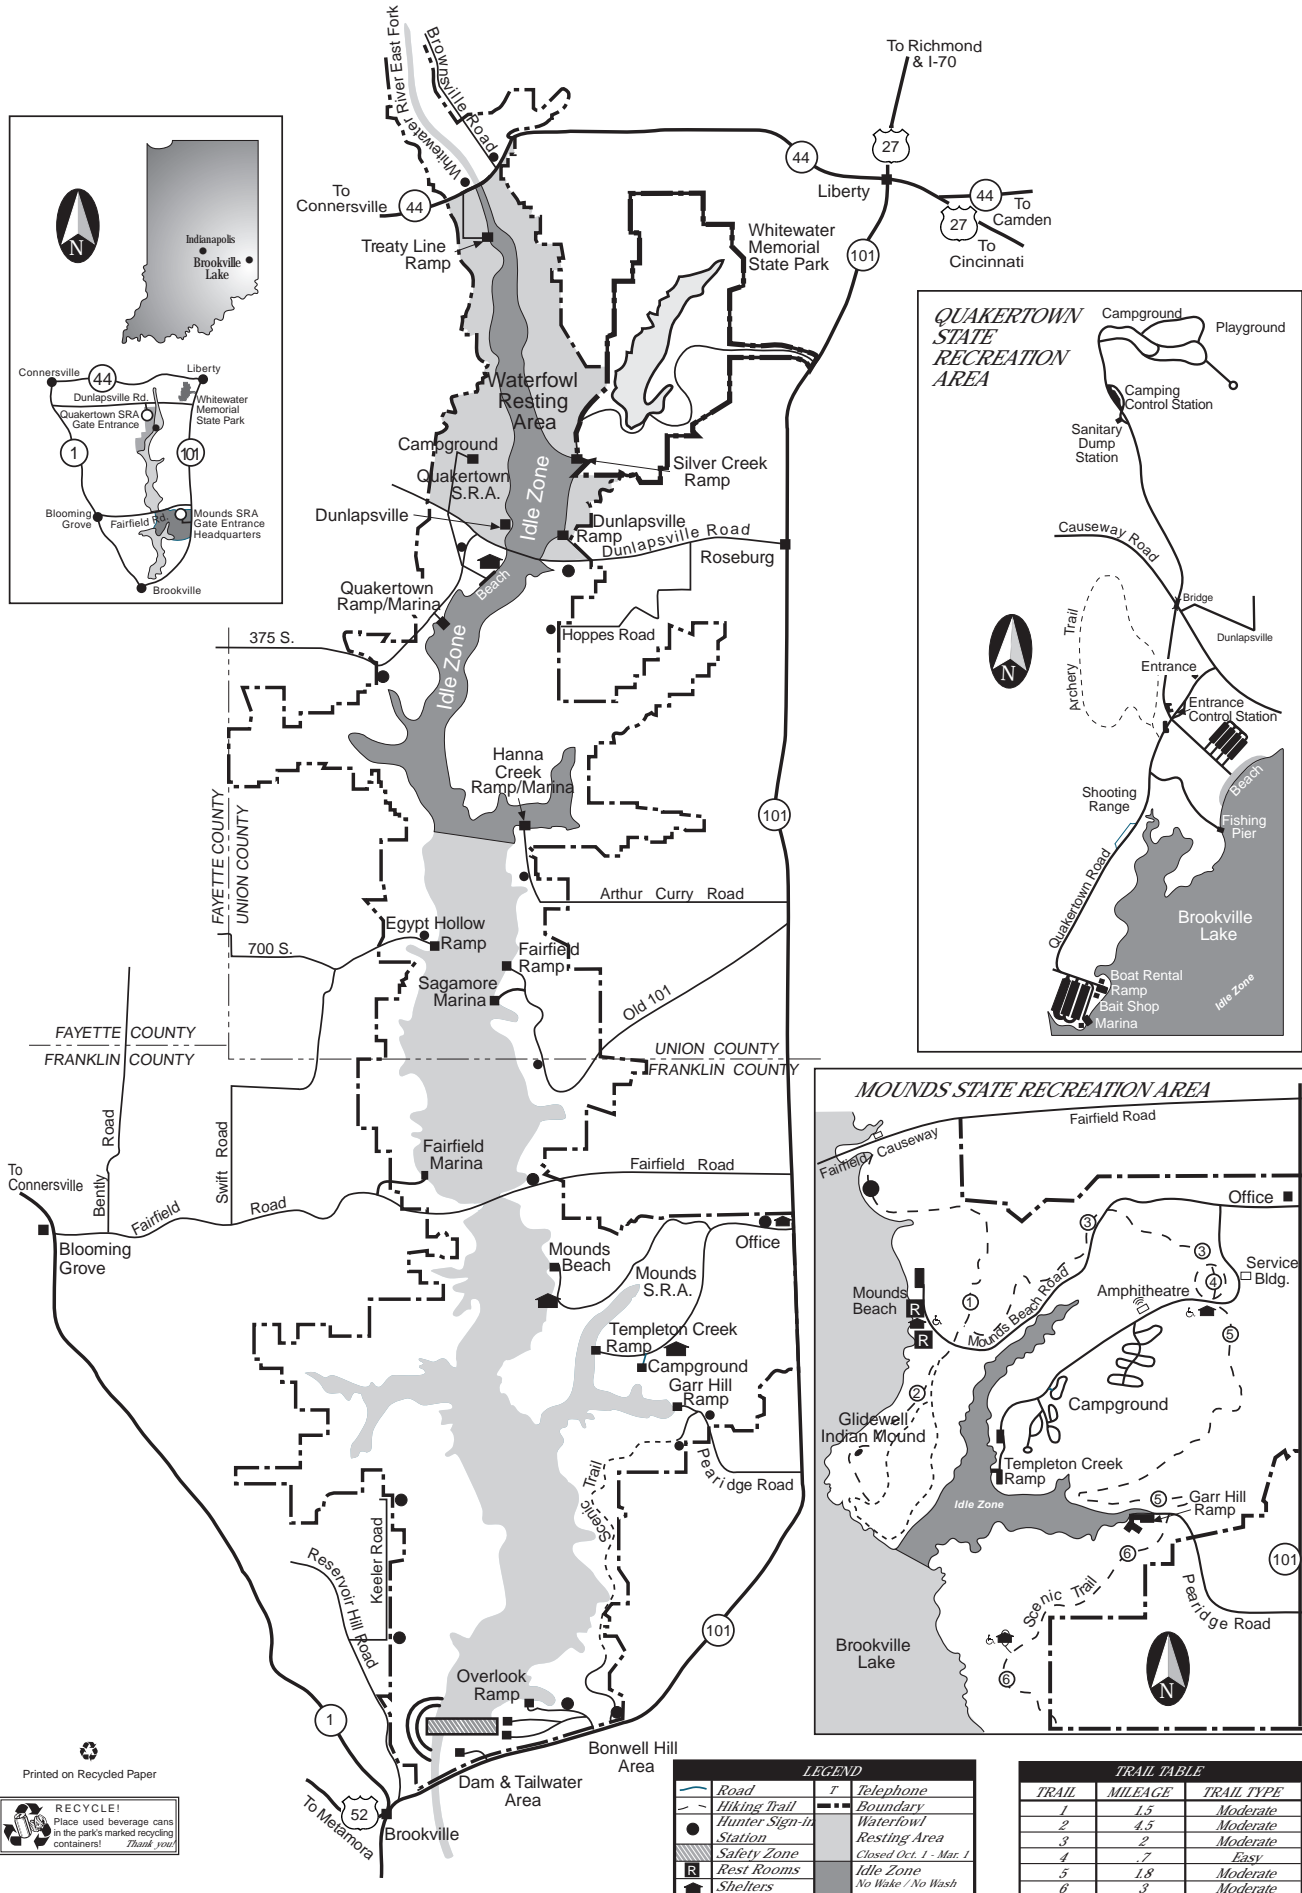 Whitewater River East Fork
Brownsville Road
To Richmond
& I-70
27
44
Liberty
44
To
Camden
27
To
Cincinnati
To
Connersville
44
Treaty Line
Ramp
Whitewater
Memorial
State Park
101
N
Indianapolis
Brookville
Lake
Connersville
44
Liberty
Dunlapsville Rd.
Quakertown SRA
Gate Entrance
Whitewater
Memorial
State Park
1
101
Blooming
Grove
Fairfield Rd.
Mounds SRA
Gate Entrance
Headquarters
Brookville
Waterfowl
Resting
Area
Campground
Quakertown
S.R.A.
Idle Zone
Silver Creek
Ramp
Dunlapsville
Dunlapsville
Ramp
Dunlapsville Road
Roseburg
Beach
Quakertown
Ramp/Marina
Hoppes Road
375 S.
Idle Zone
Hanna
Creek
Ramp/Marina
101
FAYETTE COUNTY
UNION COUNTY
Arthur Curry Road
Egypt Hollow
Ramp
700 S.
Fairfield
Ramp
Sagamore
Marina
Old 101
FAYETTE COUNTY
FRANKLIN COUNTY
UNION COUNTY
FRANKLIN COUNTY
Bently Road
Swift Road
Fairfield
Marina
Fairfield Road
To
Connersville
Fairfield Road
Blooming
Grove
Office
Mounds
Beach
Mounds
S.R.A.
Templeton Creek
Ramp
Campground
Garr Hill
Ramp
Pearidge Road
Scenic Trail
Keeler Road
Reservoir Hill Road
101
Overlook
Ramp
1
Bonwell Hill
Area
Dam & Tailwater
Area
52
To Metamora
Brookville
Printed on Recycled Paper
RECYCLE!
Place used beverage cans
in the park's marked recycling
containers! Thank you!
QUAKERTOWN
STATE
RECREATION
AREA
Campground
Playground
Camping
Control Station
Sanitary
Dump
Station
Causeway Road
Bridge
Dunlapsville
Archery Trail
N
Entrance
Entrance
Control Station
Beach
Shooting
Range
Fishing
Pier
Quakertown Road
Brookville
Lake
Idle Zone
Boat Rental
Ramp
Bait Shop
Marina
MOUNDS STATE RECREATION AREA
Fairfield Road
Fairfield Causeway
Office
3
3
Service
Bldg.
4
Amphitheatre
Mounds
Beach
R
R
1
Mounds Beach Road
5
2
Campground
Glidewell
Indian Mound
Templeton Creek
Ramp
Idle Zone
5
Garr Hill
Ramp
6
101
Scenic Trail
Pearidge Road
Brookville
Lake
6
N
LEGEND
Road
T Telephone
Hiking Trail
Boundary
Hunter Sign-in
Station
Waterfowl
Resting Area
Closed Oct. 1 - Mar. 1
Safety Zone
R Rest Rooms
Idle Zone
No Wake / No Wash
Shelters
TRAIL TABLE
TRAIL MILEAGE TRAIL TYPE
1 1.5 Moderate
2 4.5 Moderate
3 2 Moderate
4 .7 Easy
5 1.8 Moderate
6 3 Moderate